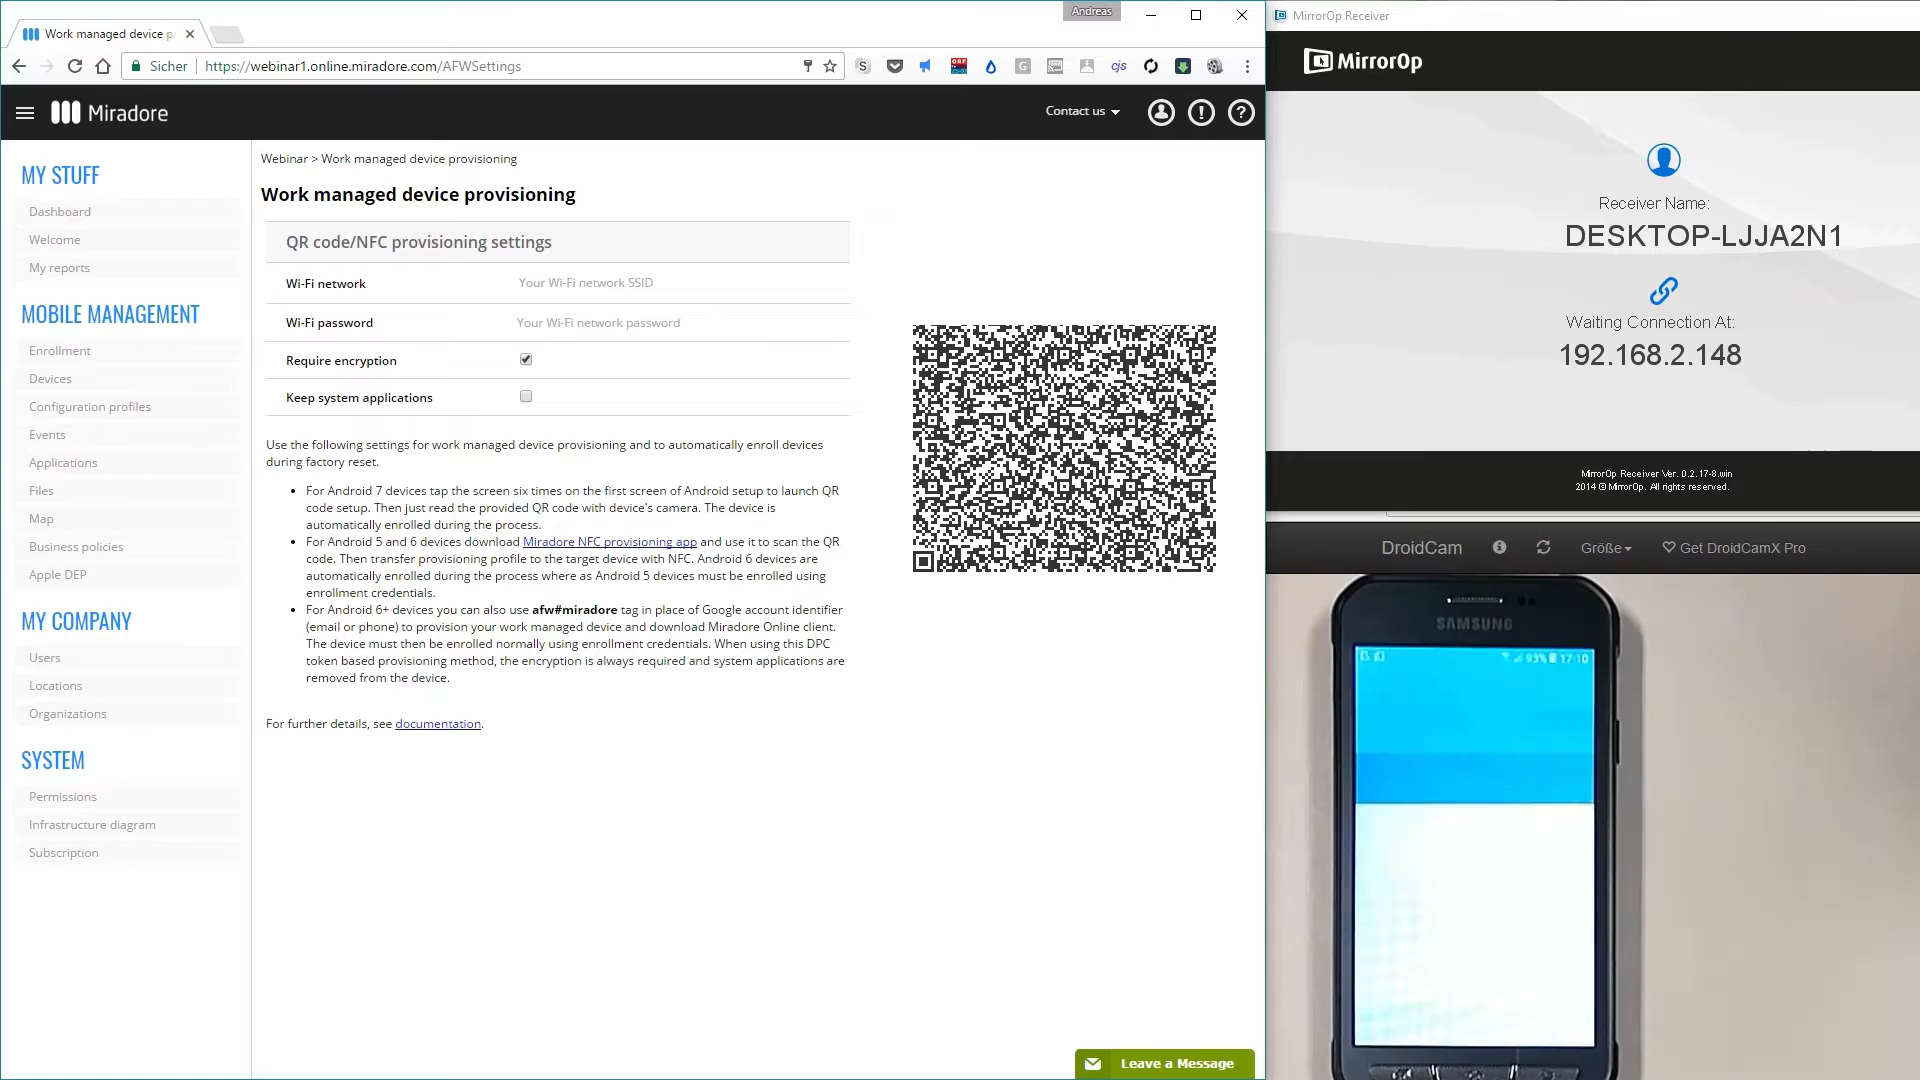 Andreas
Work managed device p
Sicher
https://webinar1.online.miradore.com/AFWSettings
Miradore
Contact us
MY STUFF
Dashboard
Welcome
My reports
MOBILE MANAGEMENT
Enrollment
Devices
Configuration profiles
Events
Applications
Files
Map
Business policies
Apple DEP
MY COMPANY
Users
Locations
Organizations
SYSTEM
Permissions
Infrastructure diagram
Subscription
Webinar > Work managed device provisioning
Work managed device provisioning
QR code/NFC provisioning settings
Wi-Fi network Your Wi-Fi network SSID
Wi-Fi password Your Wi-Fi network password
Require encryption
Keep system applications
Use the following settings for work managed device provisioning and to automatically enroll devices
during factory reset.
• For Android 7 devices tap the screen six times on the first screen of Android setup to launch QR
code setup. Then just read the provided QR code with device's camera. The device is
automatically enrolled during the process.
• For Android 5 and 6 devices download Miradore NFC provisioning app and use it to scan the QR
code. Then transfer provisioning profile to the target device with NFC. Android 6 devices are
automatically enrolled during the process where as Android 5 devices must be enrolled using
enrollment credentials.
• For Android 6+ devices you can also use afw#miradore tag in place of Google account identifier
(email or phone) to provision your work managed device and download Miradore Online client.
The device must then be enrolled normally using enrollment credentials. When using this DPC
token based provisioning method, the encryption is always required and system applications are
removed from the device.
For further details, see documentation.
Leave a Message
MirrorOp Receiver
MirrorOp
Receiver Name:
DESKTOP-LJJA2N1
Waiting Connection At:
192.168.2.148
MirrorOp Receiver Ver. 0.2.17-8.win
2014 © MirrorOp. All rights reserved.
DroidCam
Größe
Get DroidCamX Pro
SAMSUNG
93% 17:10